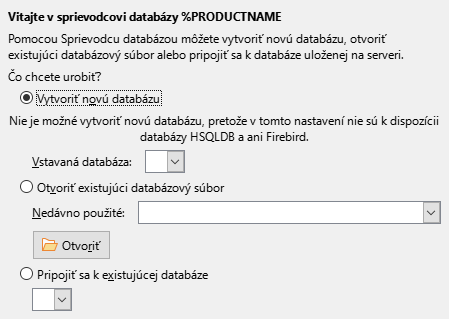 Vitajte v sprievodcovi databázy %PRODUCTNAME
Pomocou Sprievodcu databázou môžete vytvoriť novú databázu, otvoriť
existujúci databázový súbor alebo pripojiť sa k databáze uloženej na serveri.
Čo chcete urobiť?
Vytvoriť novú databázu
Nie je možné vytvoriť novú databázu, pretože v tomto nastavení nie sú k dispozícii
databázy HSQLDB a ani Firebird.
Vstavaná databáza:
Otvoriť existujúci databázový súbor
Nedávno použité:
Otvoriť
Pripojiť sa k existujúcej databáze